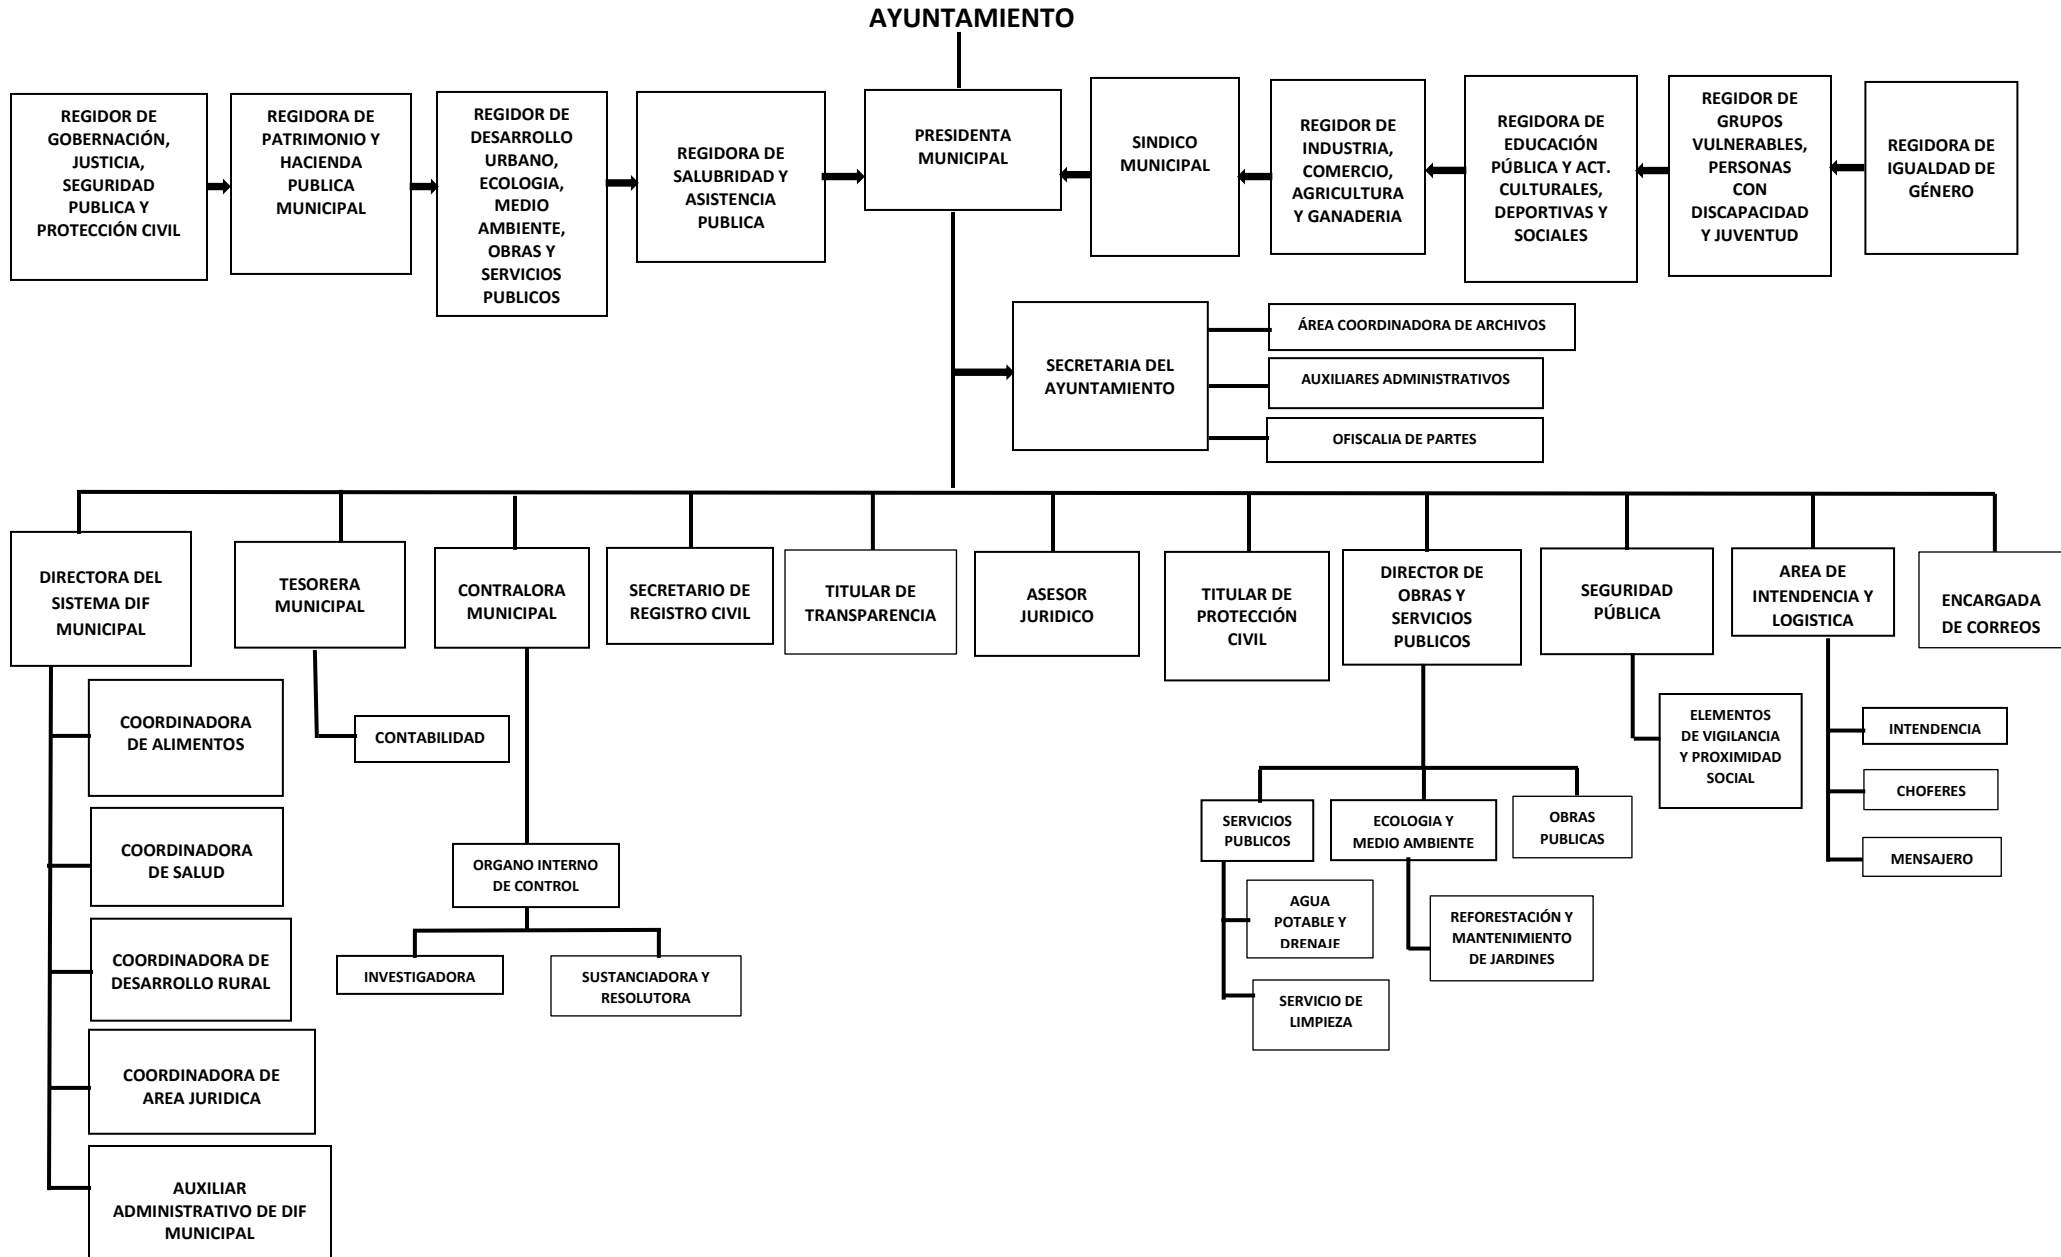 AYUNTAMIENTO
REGIDOR DE
GOBERNACIÓN,
JUSTICIA,
SEGURIDAD
PUBLICA Y
PROTECCIÓN CIVIL
REGIDORA DE
PATRIMONIO Y
HACIENDA
PUBLICA
MUNICIPAL
REGIDOR DE
DESARROLLO
URBANO,
ECOLOGIA,
MEDIO
AMBIENTE,
OBRAS Y
SERVICIOS
PUBLICOS
REGIDORA DE
SALUBRIDAD Y
ASISTENCIA
PUBLICA
PRESIDENTA
MUNICIPAL
SINDICO
MUNICIPAL
REGIDOR DE
INDUSTRIA,
COMERCIO,
AGRICULTURA
Y GANADERIA
REGIDORA DE
EDUCACIÓN
PÚBLICA Y ACT.
CULTURALES,
DEPORTIVAS Y
SOCIALES
REGIDOR DE
GRUPOS
VULNERABLES,
PERSONAS
CON
DISCAPACIDAD
Y JUVENTUD
REGIDORA DE
IGUALDAD DE
GÉNERO
SECRETARIA DEL
AYUNTAMIENTO
ÁREA COORDINADORA DE ARCHIVOS
AUXILIARES ADMINISTRATIVOS
OFISCALIA DE PARTES
DIRECTORA DEL
SISTEMA DIF
MUNICIPAL
TESORERA
MUNICIPAL
CONTRALORA
MUNICIPAL
SECRETARIO DE
REGISTRO CIVIL
TITULAR DE
TRANSPARENCIA
ASESOR
JURIDICO
TITULAR DE
PROTECCIÓN
CIVIL
DIRECTOR DE
OBRAS Y
SERVICIOS
PUBLICOS
SEGURIDAD
PÚBLICA
AREA DE
INTENDENCIA Y
LOGISTICA
ENCARGADA
DE CORREOS
COORDINADORA
DE ALIMENTOS
COORDINADORA
DE SALUD
COORDINADORA DE
DESARROLLO RURAL
COORDINADORA DE
AREA JURIDICA
AUXILIAR
ADMINISTRATIVO DE DIF
MUNICIPAL
CONTABILIDAD
ORGANO INTERNO
DE CONTROL
INVESTIGADORA
SUSTANCIADORA Y
RESOLUTORA
SERVICIOS
PUBLICOS
AGUA
POTABLE Y
DRENAJE
SERVICIO DE
LIMPIEZA
ECOLOGIA Y
MEDIO AMBIENTE
REFORESTACIÓN Y
MANTENIMIENTO
DE JARDINES
OBRAS
PUBLICAS
ELEMENTOS
DE VIGILANCIA
Y PROXIMIDAD
SOCIAL
INTENDENCIA
CHOFERES
MENSAJERO